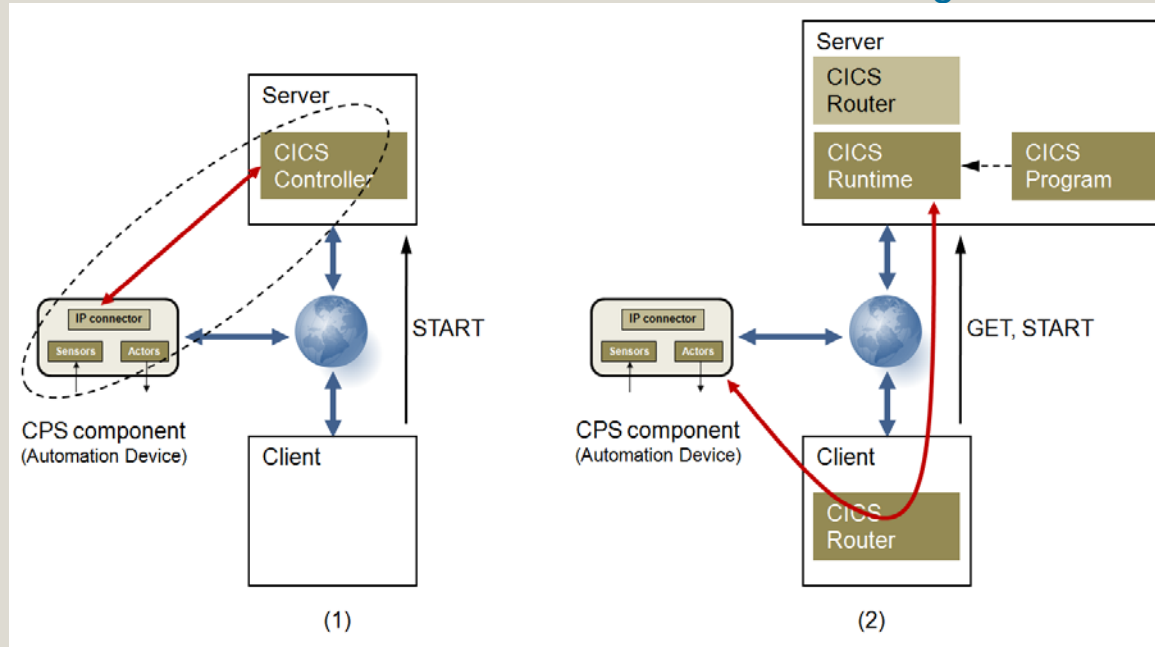 Server
CICS
Controller
IP connector
Sensors
Actors
START
CPS component
(Automation Device)
Client
(1)
Server
CICS
Router
CICS
Runtime
CICS
Program
IP connector
Sensors
Actors
GET, START
CPS component
(Automation Device)
Client
CICS
Router
(2)